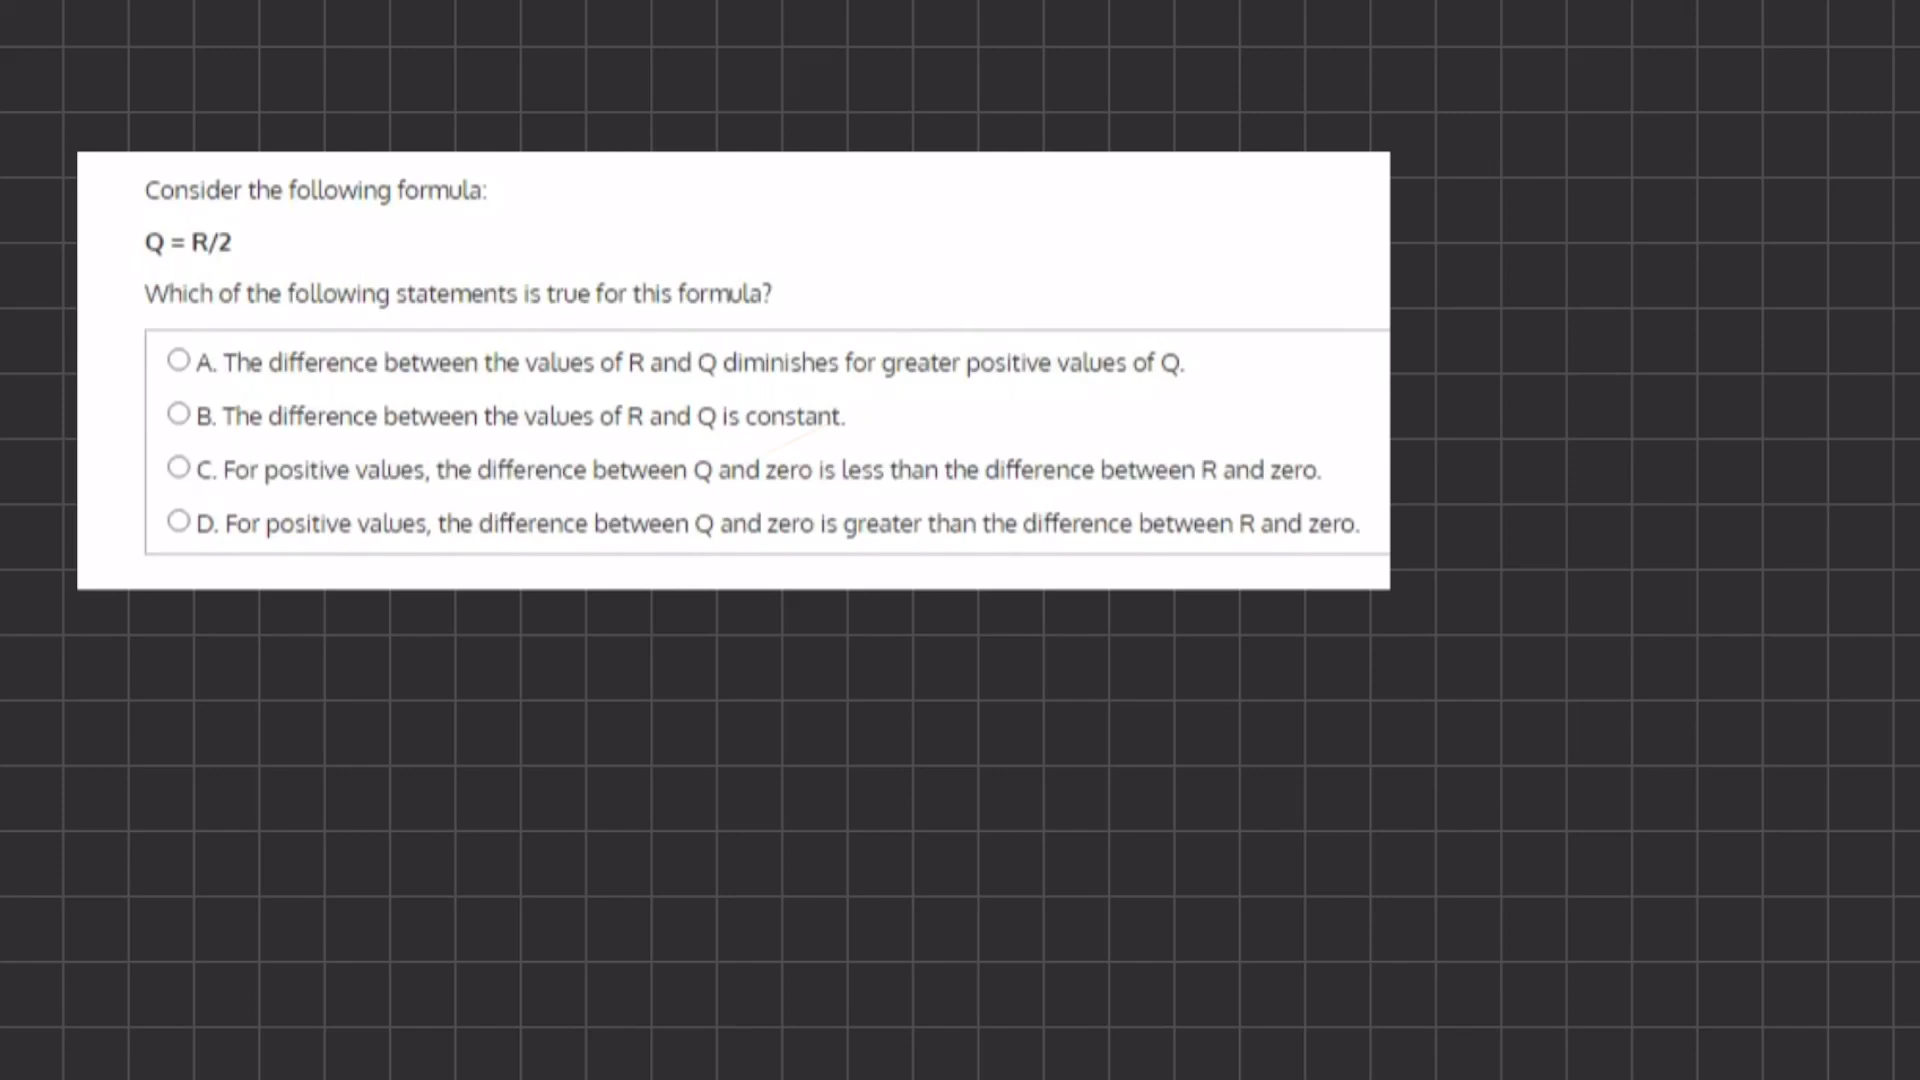 Consider the following formula:
Q = R/2
Which of the following statements is true for this formula?
A. The difference between the values of R and Q diminishes for greater positive values of Q.
B. The difference between the values of R and Q is constant.
C. For positive values, the difference between Q and zero is less than the difference between R and zero.
D. For positive values, the difference between Q and zero is greater than the difference between R and zero.